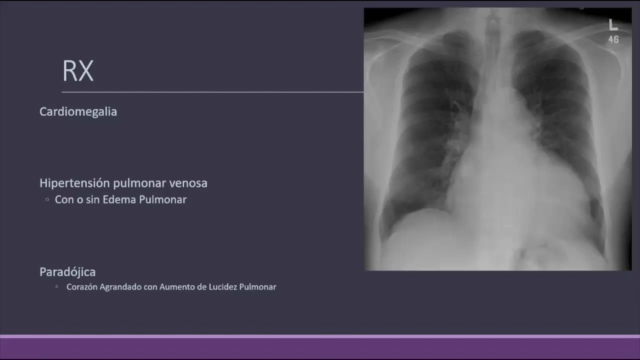 RX
Cardiomegalia
Hipertensión pulmonar venosa
Con o sin Edema Pulmonar
Paradójica
Corazón Agrandado con Aumento de Lucidez Pulmonar
L
46